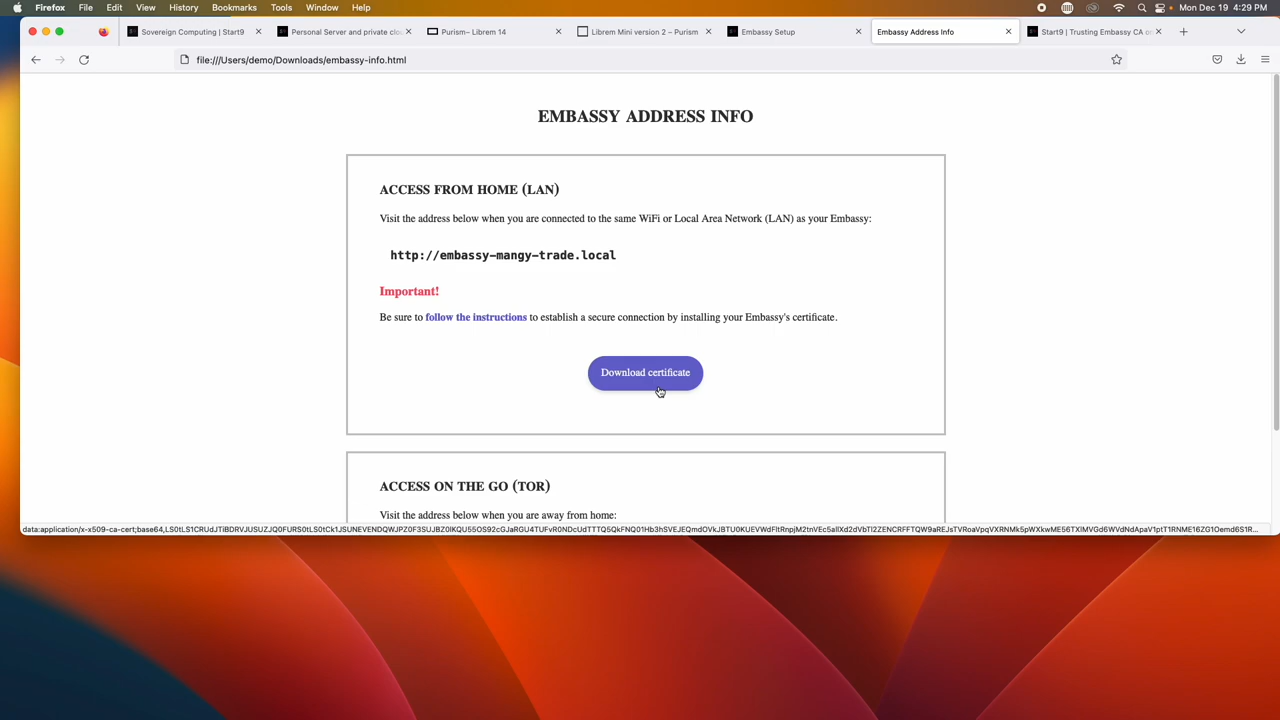 Firefox File Edit View History Bookmarks Tools Window Help Mon Dec 19 4:29 PM
Sovereign Computing | Start9 Personal Server and private clou Purism– Librem 14 Librem Mini version 2 – Purism Embassy Setup Embassy Address Info Start9 | Trusting Embassy CA on
file:///Users/demo/Downloads/embassy-info.html
EMBASSY ADDRESS INFO
ACCESS FROM HOME (LAN)
Visit the address below when you are connected to the same WiFi or Local Area Network (LAN) as your Embassy:
http://embassy-mangy-trade.local
Important!
Be sure to follow the instructions to establish a secure connection by installing your Embassy's certificate.
Download certificate
ACCESS ON THE GO (TOR)
Visit the address below when you are away from home: